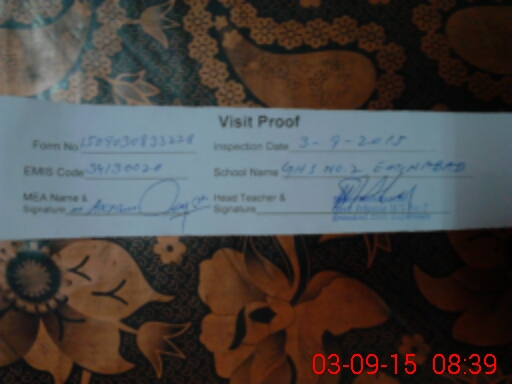 Visit Proof
Form No 1509030833228 Inspection Date 3-9-2015
EMIS Code 34130020 School Name GHS NO.2
MEA Name & Head Teacher &
Signature Signature
03-09-15 08:39